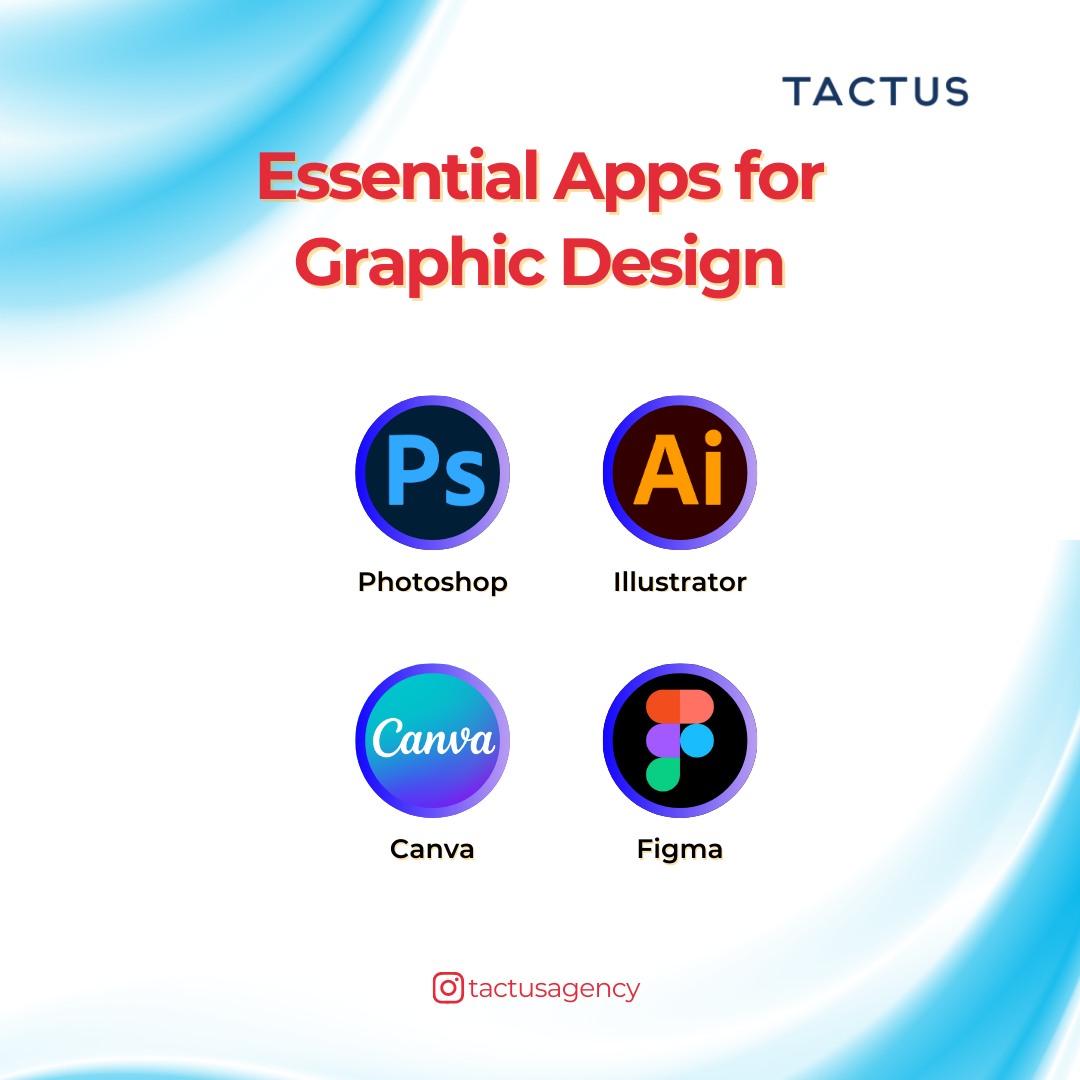 TACTUS
Essential Apps for
Graphic Design
Ps
Ai
Photoshop
Illustrator
Canva
Canva
Figma
tactusagency